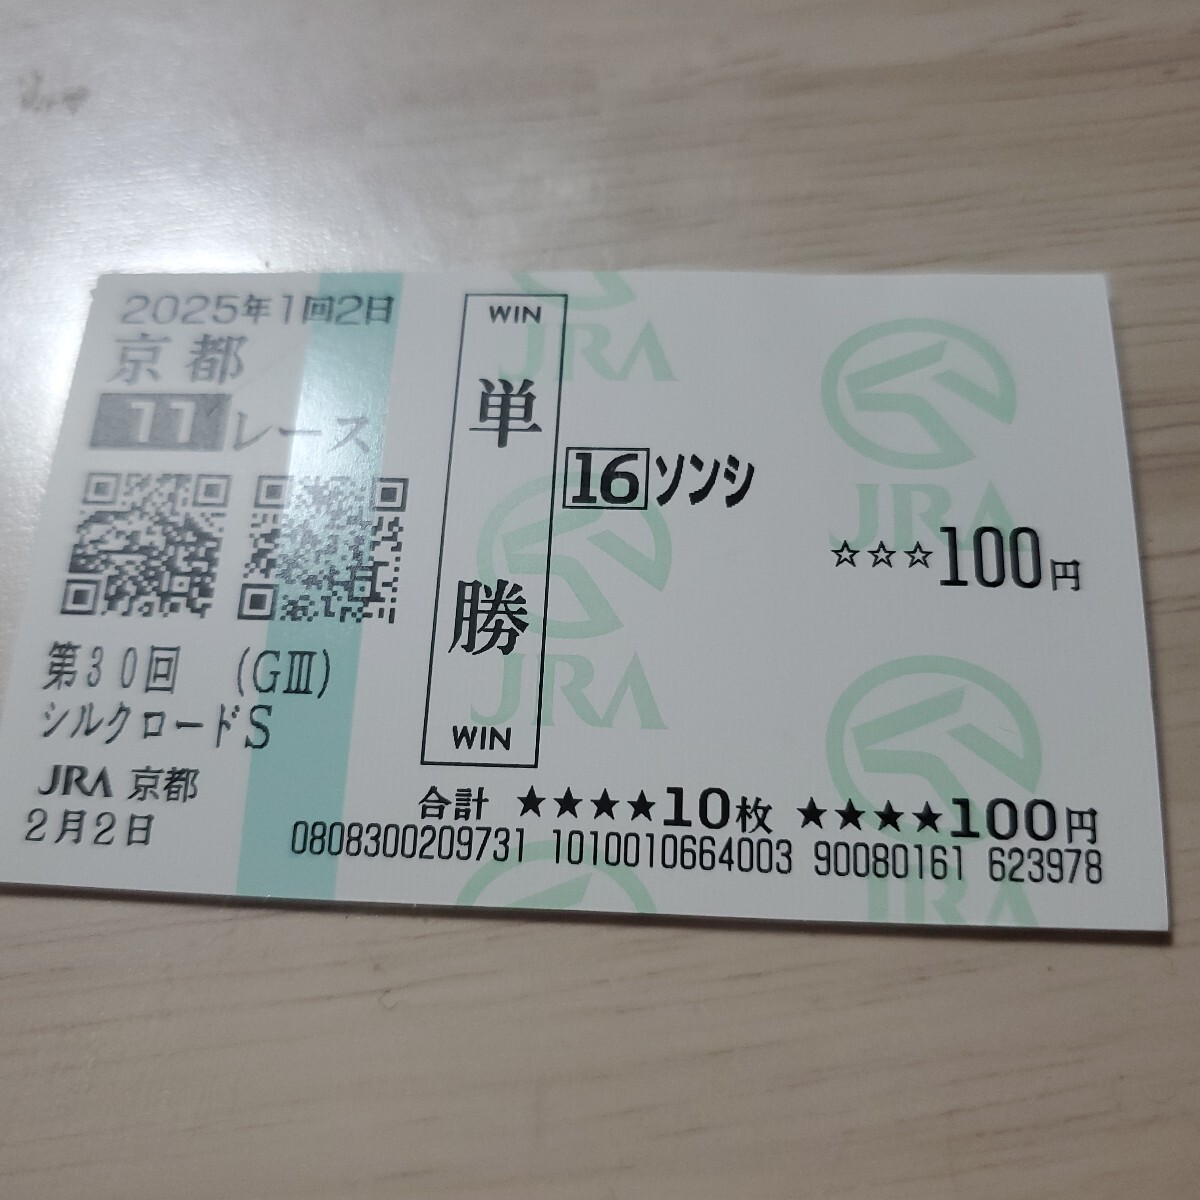 2025年1回2日
京都
11レース
第30回 (GⅢ)
シルクロードS
JRA 京都
2月2日
WIN
単勝
WIN
16 ソンシ
☆☆☆100円
合計 ★★★★10枚 ★★★★100円
0808300209731 1010010664003 90080161 623978
JRA
JRA
JRA
JRA